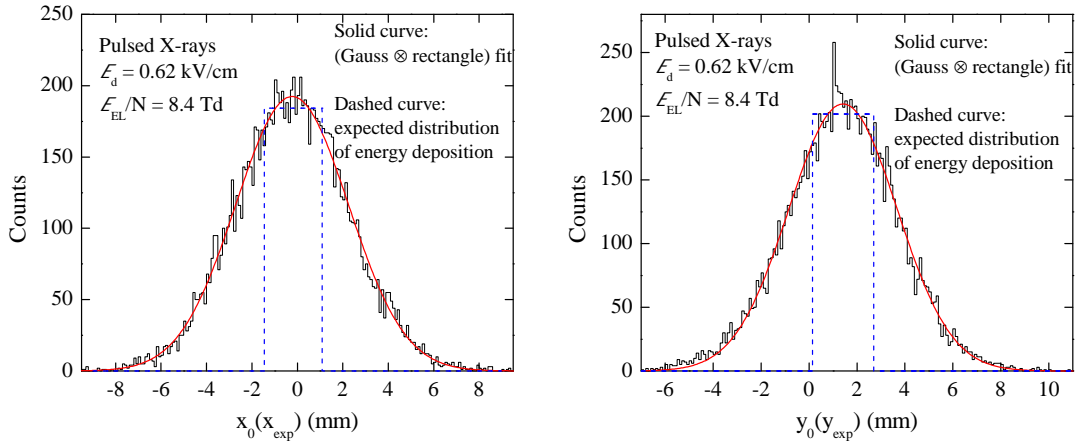 250
200
150
100
50
0
Counts
Pulsed X-rays
ℰd = 0.62 kV/cm
ℰEL/N = 8.4 Td
Solid curve:
(Gauss ⊗ rectangle) fit
Dashed curve:
expected distribution
of energy deposition
-8 -6 -4 -2 0 2 4 6 8
x0(xexp) (mm)
250
200
150
100
50
0
Counts
Pulsed X-rays
ℰd = 0.62 kV/cm
ℰEL/N = 8.4 Td
Solid curve:
(Gauss ⊗ rectangle) fit
Dashed curve:
expected distribution
of energy deposition
-6 -4 -2 0 2 4 6 8 10
y0(yexp) (mm)